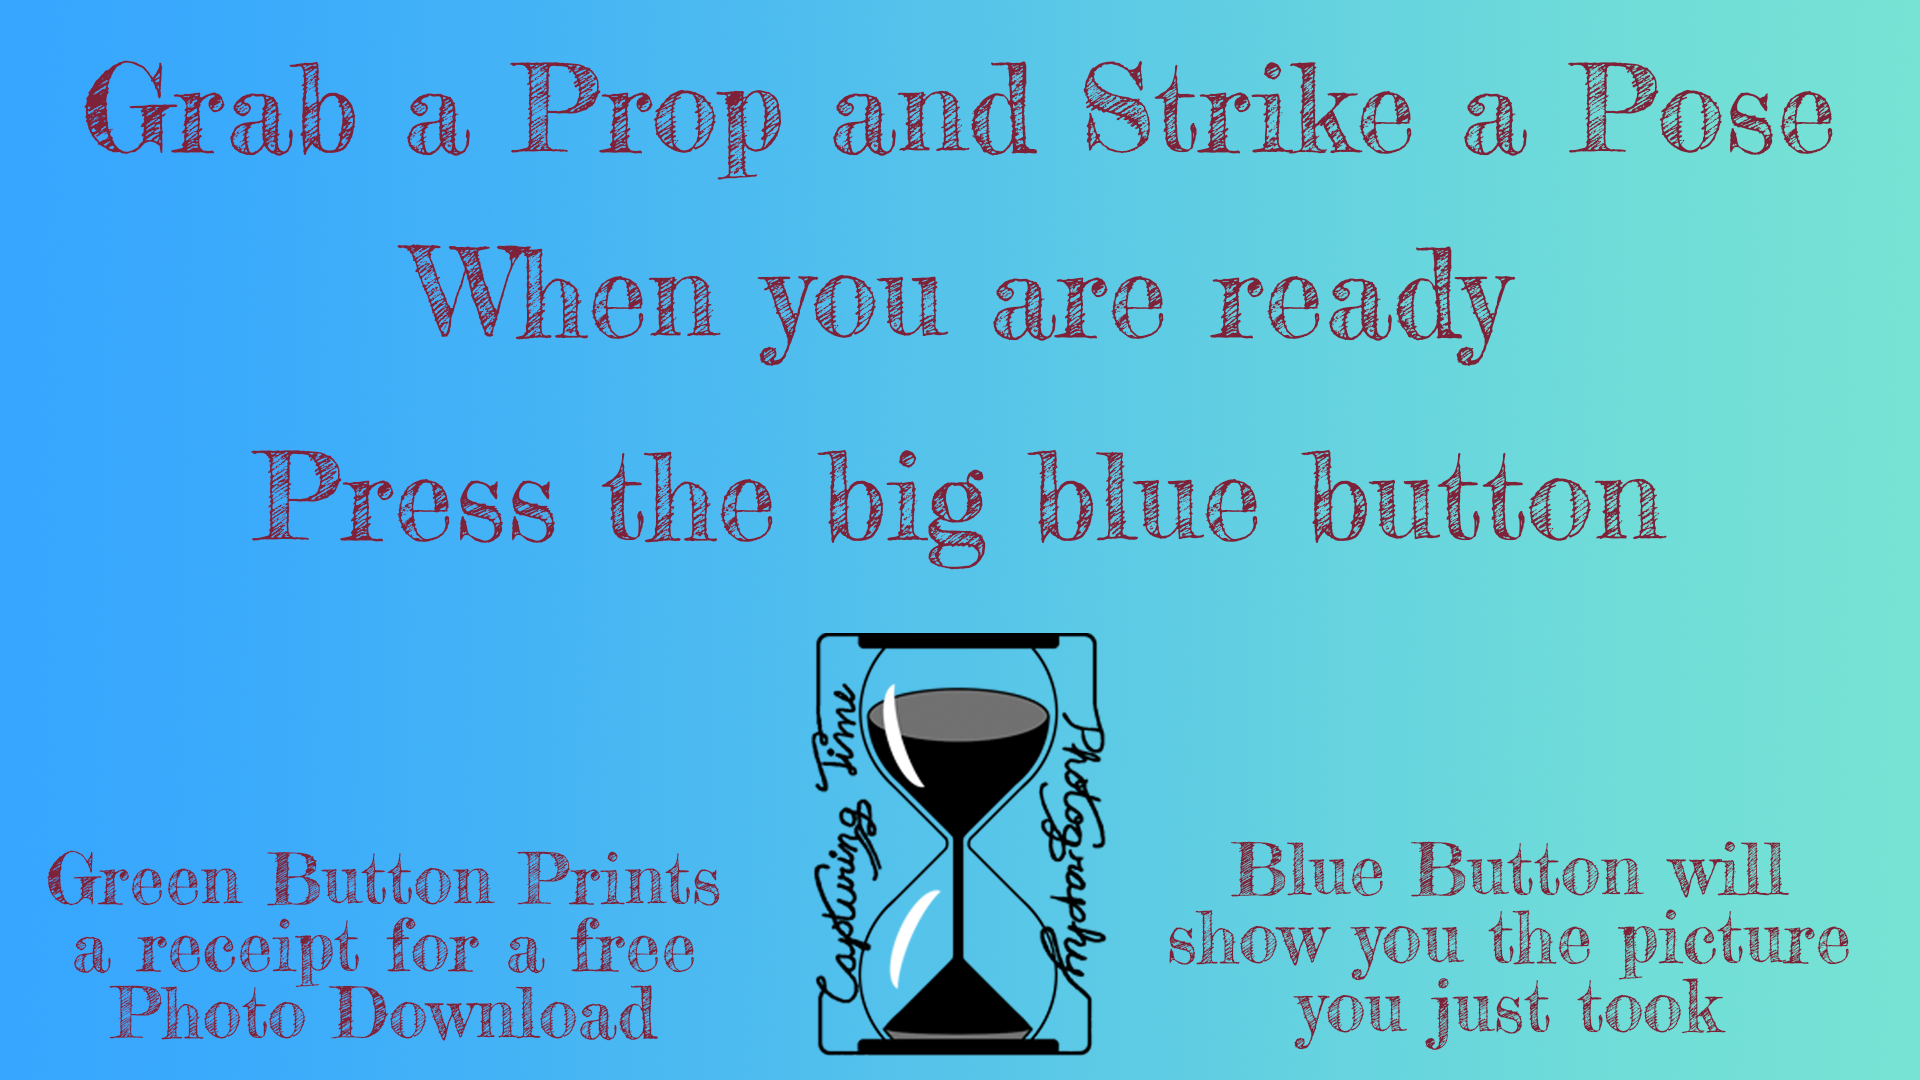 Grab a Prop and Strike a Pose
When you are ready
Press the big blue button
Capturing Time
Photography
Green Button Prints
a receipt for a free
Photo Download
Blue Button will
show you the picture
you just took